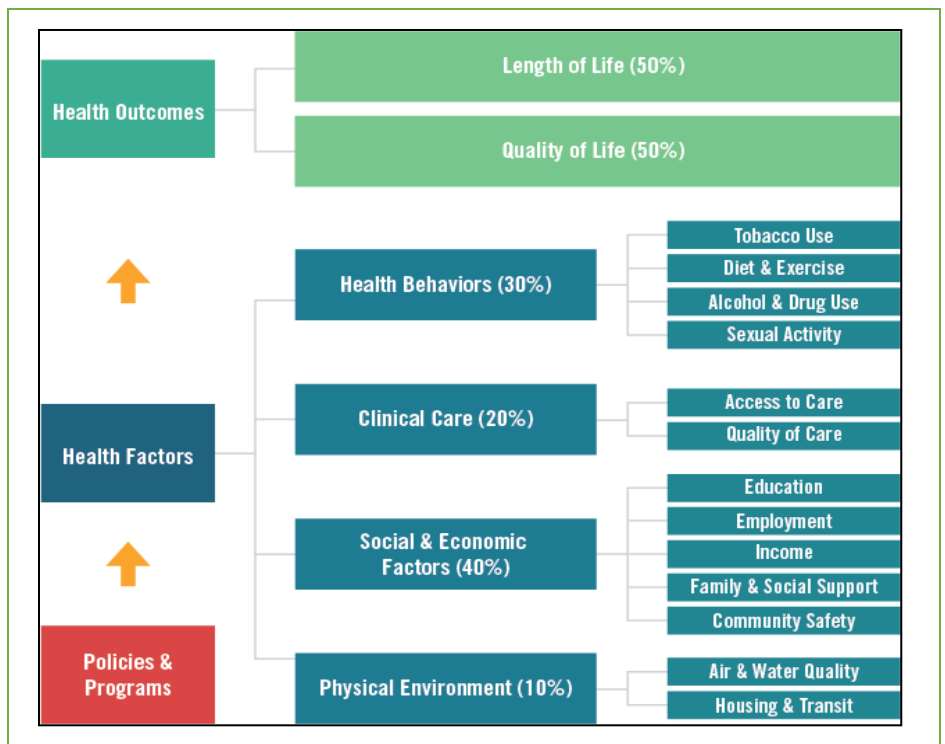 Health Outcomes
Length of Life (50%)
Quality of Life (50%)
Health Factors
Health Behaviors (30%)
Tobacco Use
Diet & Exercise
Alcohol & Drug Use
Sexual Activity
Clinical Care (20%)
Access to Care
Quality of Care
Social & Economic
Factors (40%)
Education
Employment
Income
Family & Social Support
Community Safety
Physical Environment (10%)
Air & Water Quality
Housing & Transit
Policies &
Programs